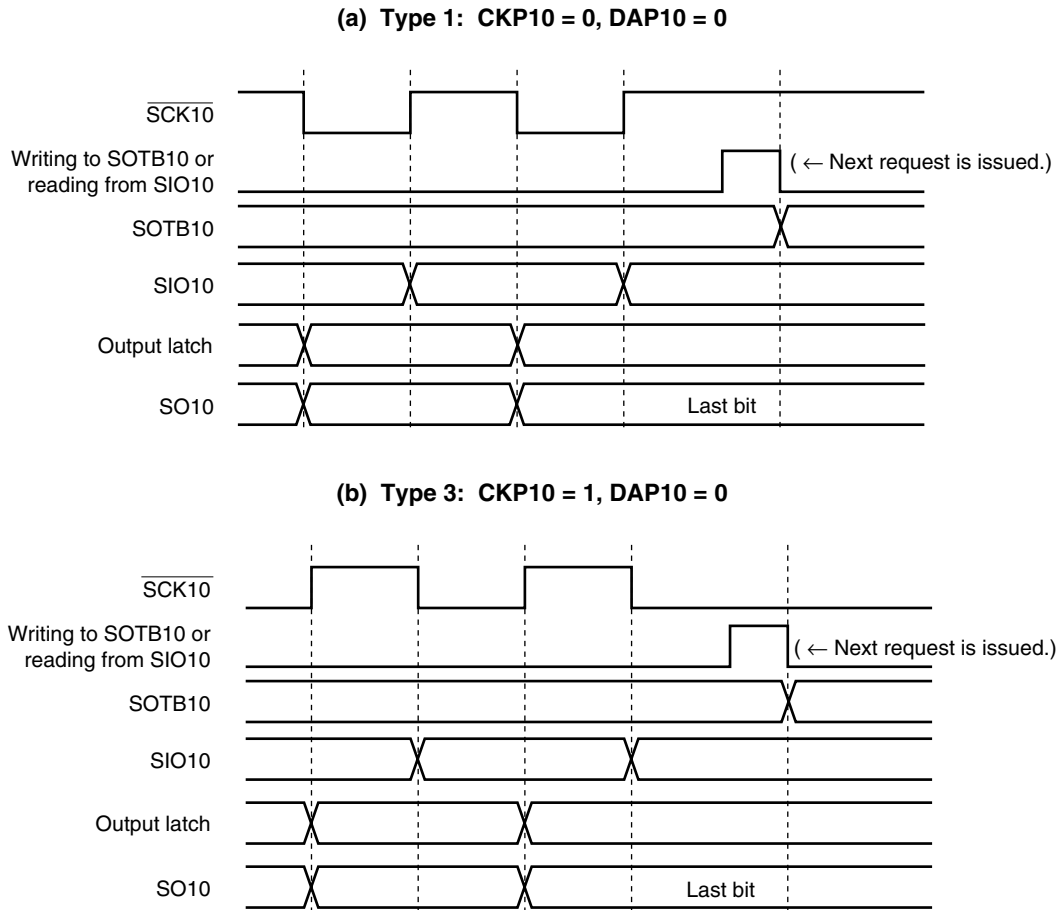 (a) Type 1: CKP10 = 0, DAP10 = 0
SCK10
Writing to SOTB10 or
reading from SIO10
( ← Next request is issued.)
SOTB10
SIO10
Output latch
SO10
Last bit
(b) Type 3: CKP10 = 1, DAP10 = 0
SCK10
Writing to SOTB10 or
reading from SIO10
( ← Next request is issued.)
SOTB10
SIO10
Output latch
SO10
Last bit